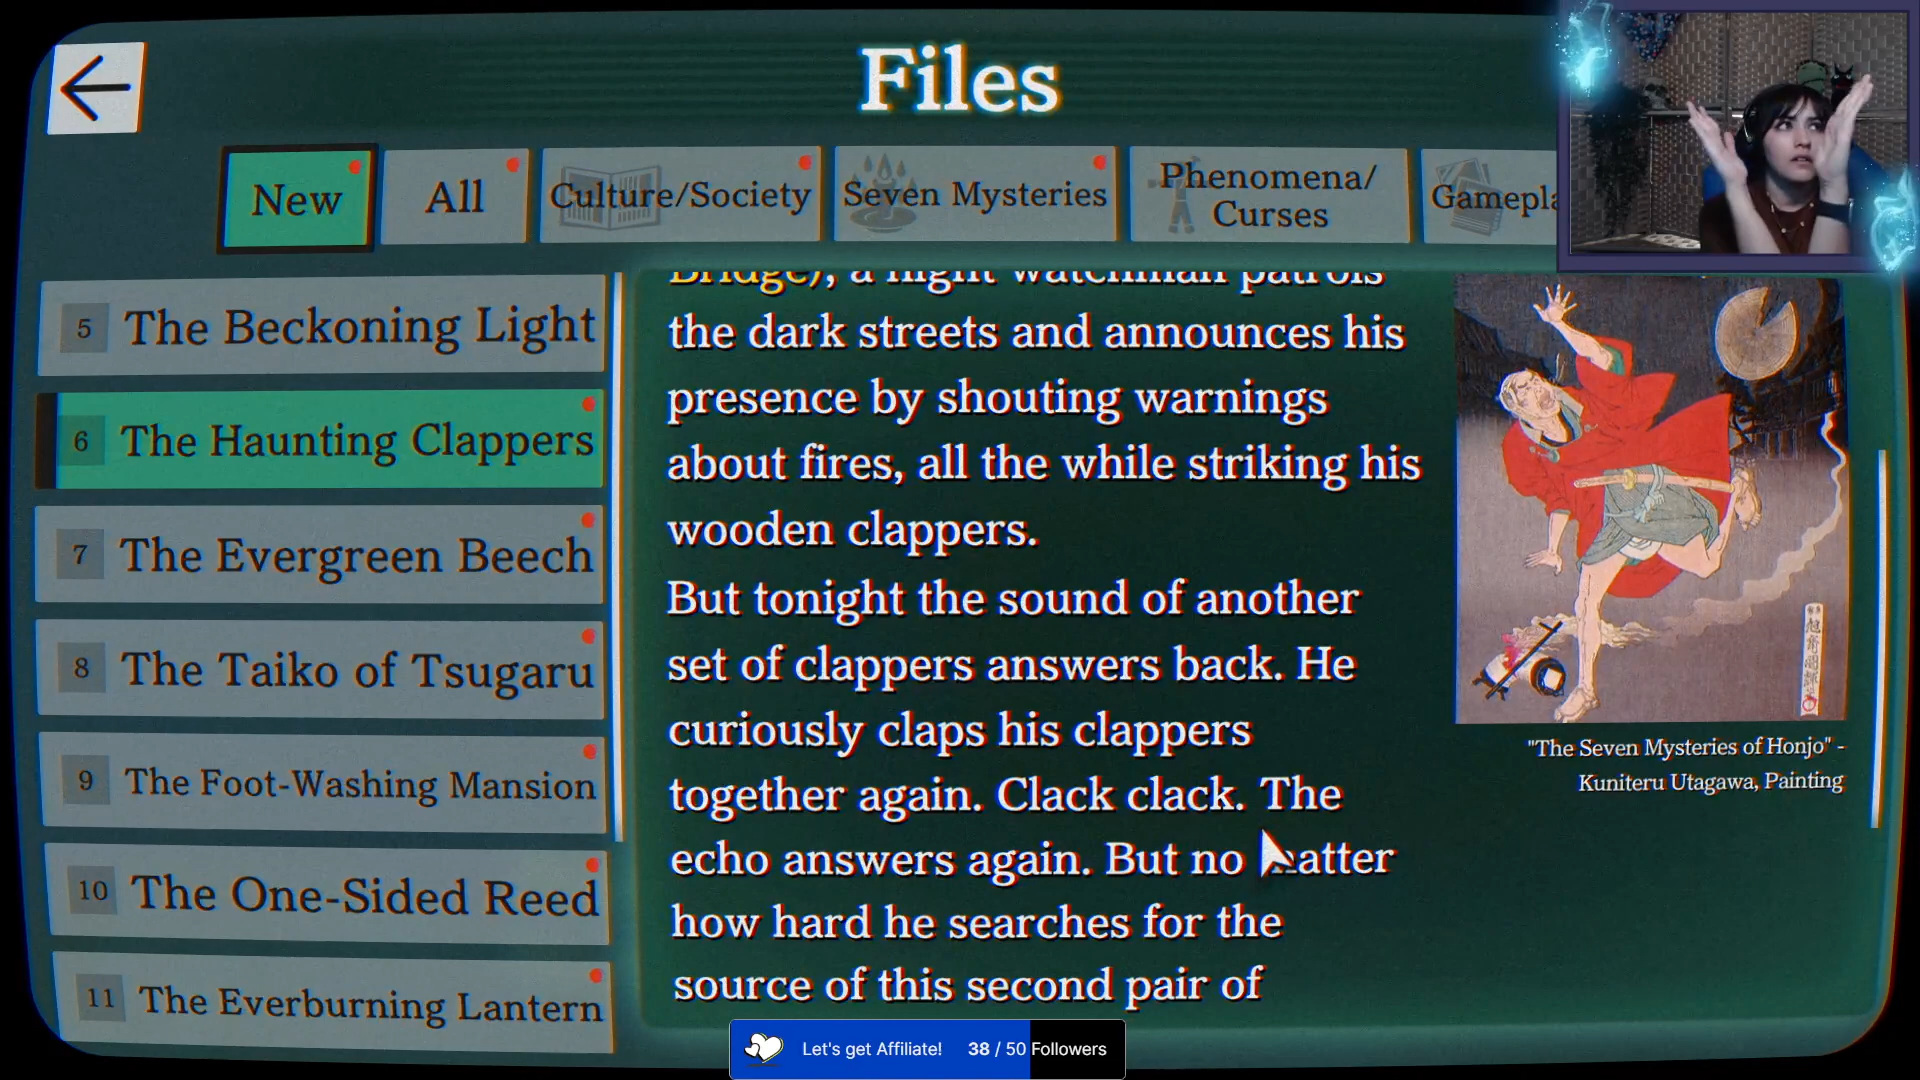 Files
New
All
Culture/Society
Seven Mysteries
Phenomena/
Curses
5 The Beckoning Light
6 The Haunting Clappers
7 The Evergreen Beech
8 The Taiko of Tsugaru
9 The Foot-Washing Mansion
10 The One-Sided Reed
11 The Everburning Lantern
Bridge), a night watchman patrols
the dark streets and announces his
presence by shouting warnings
about fires, all the while striking his
wooden clappers.
But tonight the sound of another
set of clappers answers back. He
curiously claps his clappers
together again. Clack clack. The
echo answers again. But no matter
how hard he searches for the
source of this second pair of
"The Seven Mysteries of Honjo" -
Kuniteru Utagawa, Painting
Let's get Affiliate! 38 / 50 Followers